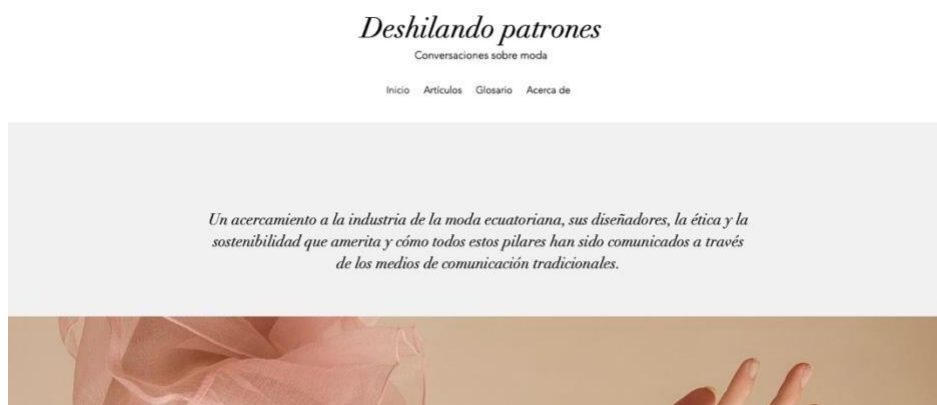 Deshilando patrones
Conversaciones sobre moda
Inicio Artículos Glosario Acerca de
Un acercamiento a la industria de la moda ecuatoriana, sus diseñadores, la ética y la
sostenibilidad que amerita y cómo todos estos pilares han sido comunicados a través
de los medios de comunicación tradicionales.